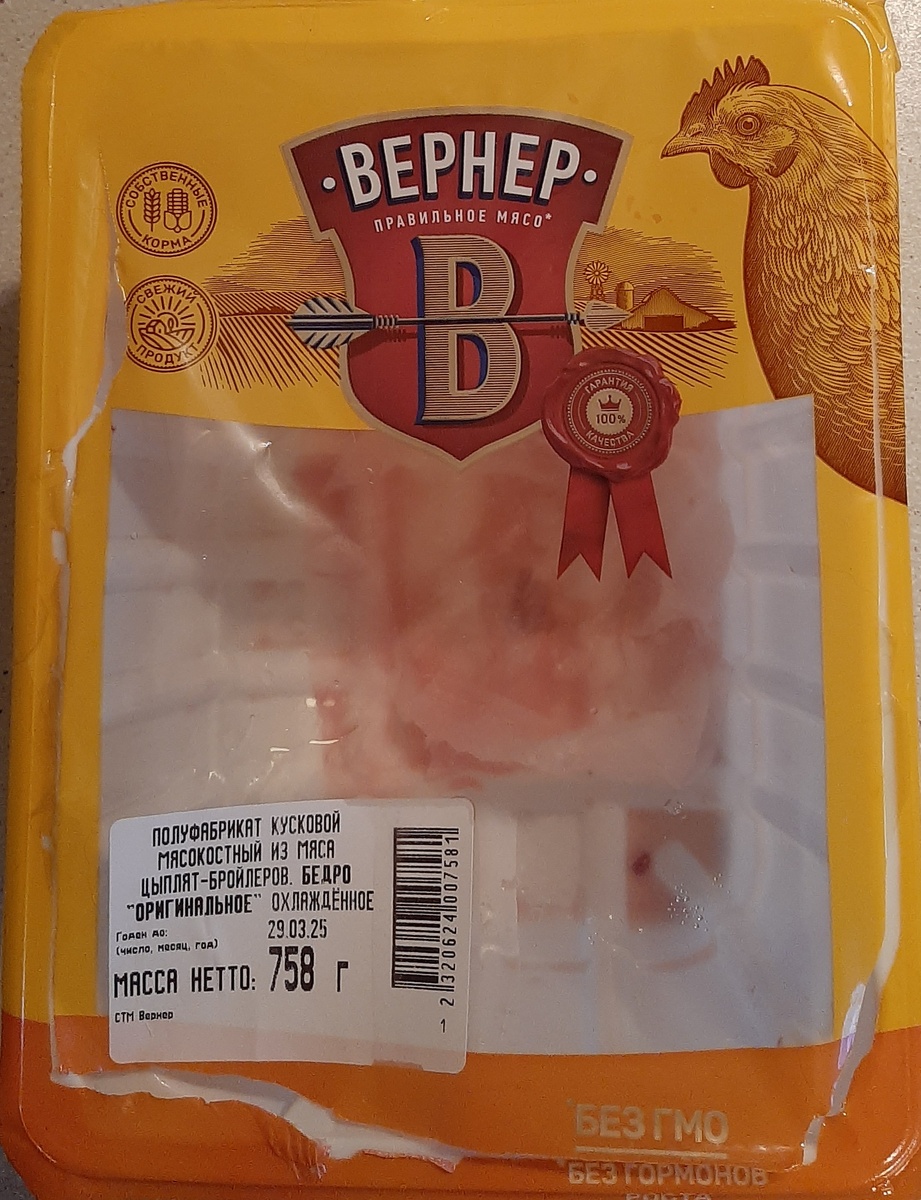 ·ВЕРНЕР·
ПРАВИЛЬНОЕ МЯСО*
В
СОБСТВЕННЫЕ
КОРМА
СВЕЖИЙ
ПРОДУКТ
ГАРАНТИЯ
100%
КАЧЕСТВА
ПОЛУФАБРИКАТ КУСКОВОЙ
МЯСОКОСТНЫЙ ИЗ МЯСА
ЦЫПЛЯТ-БРОЙЛЕРОВ. БЕДРО
"ОРИГИНАЛЬНОЕ" ОХЛАЖДЁННОЕ
Годен до:
(число, месяц, год)
29.03.25
МАССА НЕТТО: 758 г
СТМ Вернер
2320624007581
1
*БЕЗ ГМО
*БЕЗ ГОРМОНОВ
РОСТА